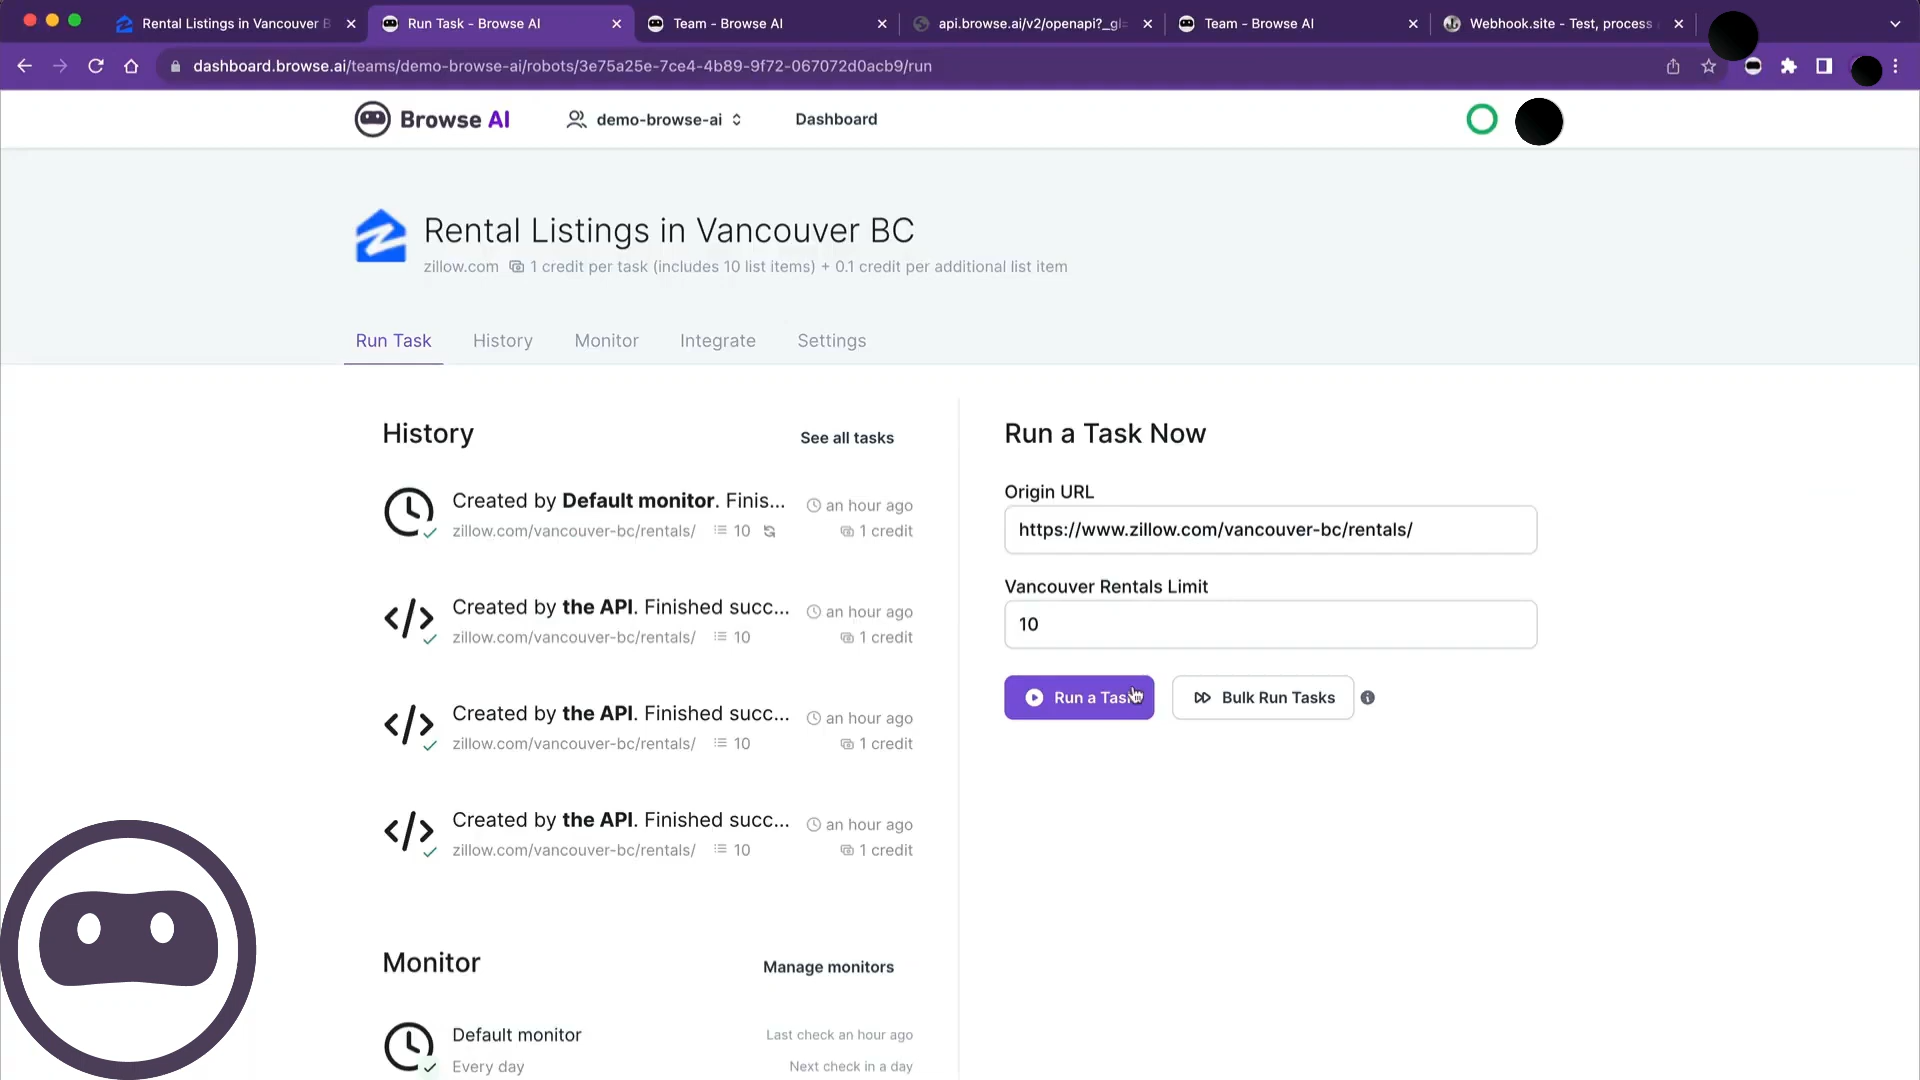 Rental Listings in Vancouver B
Run Task - Browse AI
Team - Browse AI
api.browse.ai/v2/openapi?_gl=
Team - Browse AI
Webhook.site - Test, process
dashboard.browse.ai/teams/demo-browse-ai/robots/3e75a25e-7ce4-4b89-9f72-067072d0acb9/run
Browse AI
demo-browse-ai
Dashboard
Rental Listings in Vancouver BC
zillow.com 1 credit per task (includes 10 list items) + 0.1 credit per additional list item
Run Task
History
Monitor
Integrate
Settings
History
See all tasks
Created by Default monitor. Finis...
an hour ago
zillow.com/vancouver-bc/rentals/ 10
1 credit
Created by the API. Finished succ...
an hour ago
zillow.com/vancouver-bc/rentals/ 10
1 credit
Created by the API. Finished succ...
an hour ago
zillow.com/vancouver-bc/rentals/ 10
1 credit
Created by the API. Finished succ...
an hour ago
zillow.com/vancouver-bc/rentals/ 10
1 credit
Monitor
Manage monitors
Default monitor
Last check an hour ago
Every day
Next check in a day
Run a Task Now
Origin URL
https://www.zillow.com/vancouver-bc/rentals/
Vancouver Rentals Limit
10
Run a Task
Bulk Run Tasks